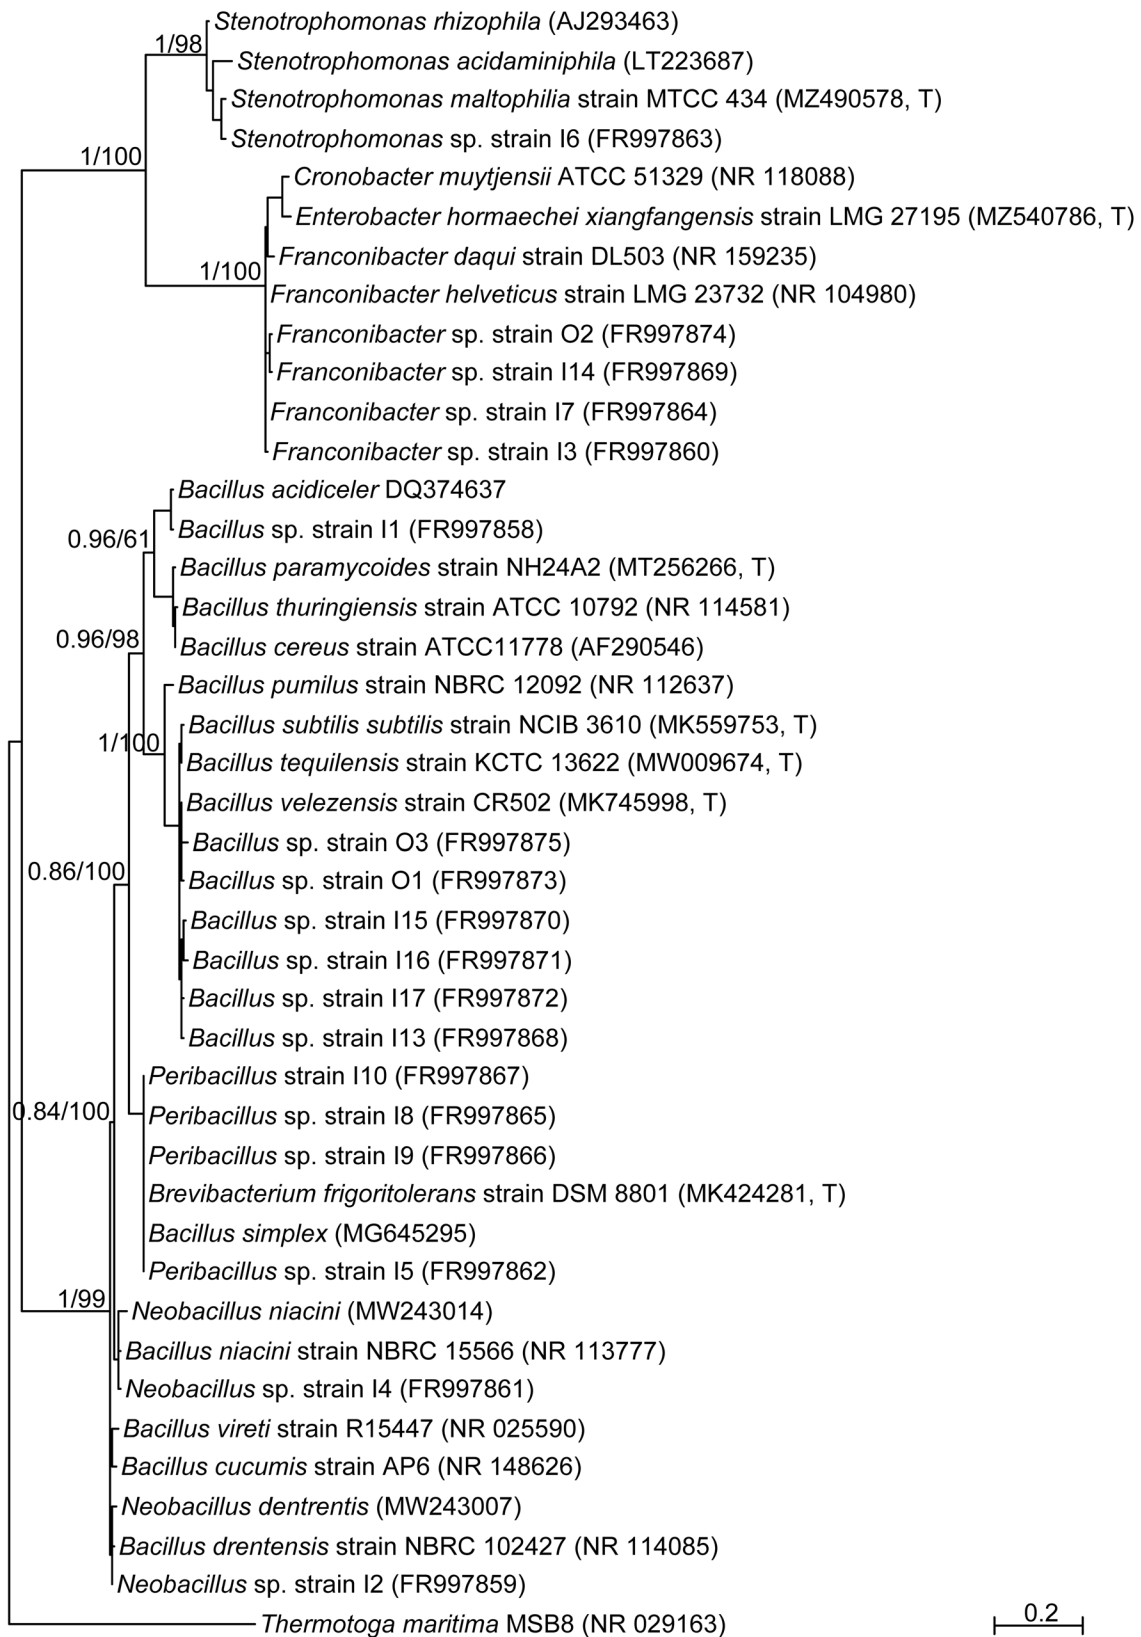 Stenotrophomonas rhizophila (AJ293463)
1/98
Stenotrophomonas acidaminiphila (LT223687)
Stenotrophomonas maltophilia strain MTCC 434 (MZ490578, T)
Stenotrophomonas sp. strain I6 (FR997863)
1/100
Cronobacter muytjensii ATCC 51329 (NR 118088)
Enterobacter hormaechei xiangfangensis strain LMG 27195 (MZ540786, T)
Franconibacter daqui strain DL503 (NR 159235)
1/100
Franconibacter helveticus strain LMG 23732 (NR 104980)
Franconibacter sp. strain O2 (FR997874)
Franconibacter sp. strain I14 (FR997869)
Franconibacter sp. strain I7 (FR997864)
Franconibacter sp. strain I3 (FR997860)
Bacillus acidiceler DQ374637
Bacillus sp. strain I1 (FR997858)
0.96/61
Bacillus paramycoides strain NH24A2 (MT256266, T)
Bacillus thuringiensis strain ATCC 10792 (NR 114581)
0.96/98
Bacillus cereus strain ATCC11778 (AF290546)
Bacillus pumilus strain NBRC 12092 (NR 112637)
Bacillus subtilis subtilis strain NCIB 3610 (MK559753, T)
1/100
Bacillus tequilensis strain KCTC 13622 (MW009674, T)
Bacillus velezensis strain CR502 (MK745998, T)
Bacillus sp. strain O3 (FR997875)
0.86/100
Bacillus sp. strain O1 (FR997873)
Bacillus sp. strain I15 (FR997870)
Bacillus sp. strain I16 (FR997871)
Bacillus sp. strain I17 (FR997872)
Bacillus sp. strain I13 (FR997868)
Peribacillus strain I10 (FR997867)
0.84/100
Peribacillus sp. strain I8 (FR997865)
Peribacillus sp. strain I9 (FR997866)
Brevibacterium frigoritolerans strain DSM 8801 (MK424281, T)
Bacillus simplex (MG645295)
Peribacillus sp. strain I5 (FR997862)
1/99
Neobacillus niacini (MW243014)
Bacillus niacini strain NBRC 15566 (NR 113777)
Neobacillus sp. strain I4 (FR997861)
Bacillus vireti strain R15447 (NR 025590)
Bacillus cucumis strain AP6 (NR 148626)
Neobacillus dentrentis (MW243007)
Bacillus drentensis strain NBRC 102427 (NR 114085)
Neobacillus sp. strain I2 (FR997859)
Thermotoga maritima MSB8 (NR 029163)
0.2